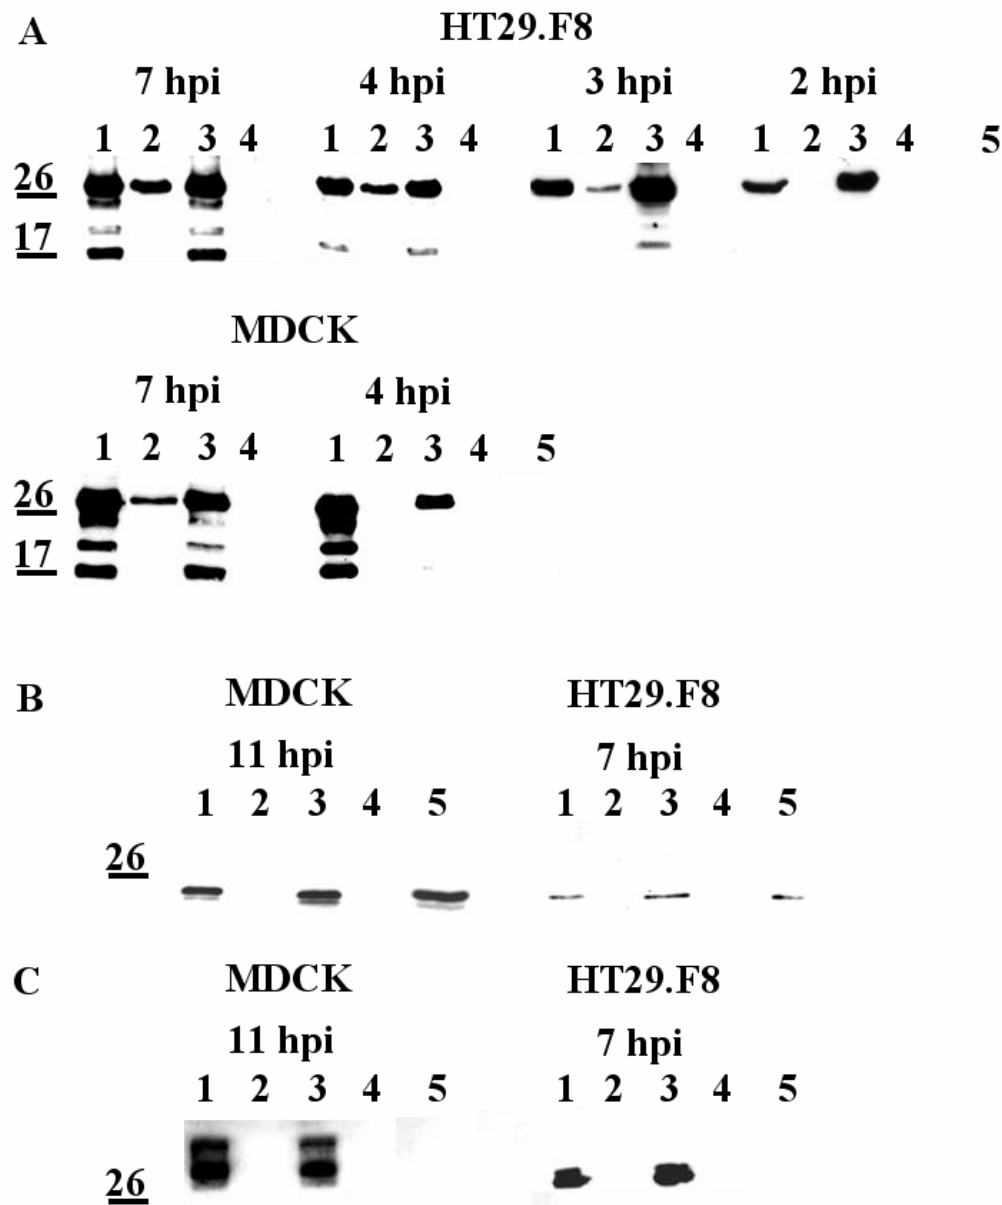 A HT29.F8
7 hpi 4 hpi 3 hpi 2 hpi
1 2 3 4 1 2 3 4 1 2 3 4 1 2 3 4 5
26
17
MDCK
7 hpi 4 hpi
1 2 3 4 1 2 3 4 5
26
17
B MDCK HT29.F8
11 hpi 7 hpi
1 2 3 4 5 1 2 3 4 5
26
C MDCK HT29.F8
11 hpi 7 hpi
1 2 3 4 5 1 2 3 4 5
26